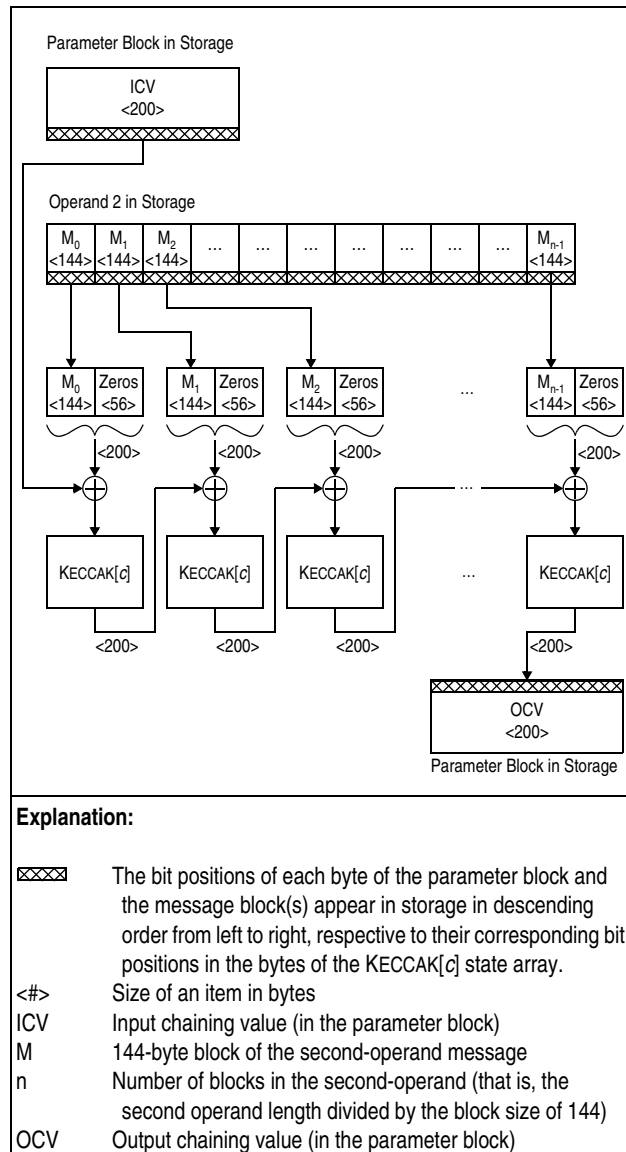 Parameter Block in Storage
ICV
<200>
Operand 2 in Storage
M0 M1 M2 ... ... ... ... ... ... ... Mn-1
<144> <144> <144> <144>
M0 Zeros M1 Zeros M2 Zeros ... Mn-1 Zeros
<144> <56> <144> <56> <144> <56> <144> <56>
<200> <200> <200> <200>
...
KECCAK[c] KECCAK[c] KECCAK[c] ... KECCAK[c]
<200> <200> <200> <200>
OCV
<200>
Parameter Block in Storage
Explanation:
The bit positions of each byte of the parameter block and
the message block(s) appear in storage in descending
order from left to right, respective to their corresponding bit
positions in the bytes of the KECCAK[c] state array.
<#> Size of an item in bytes
ICV Input chaining value (in the parameter block)
M 144-byte block of the second-operand message
n Number of blocks in the second-operand (that is, the
second operand length divided by the block size of 144)
OCV Output chaining value (in the parameter block)